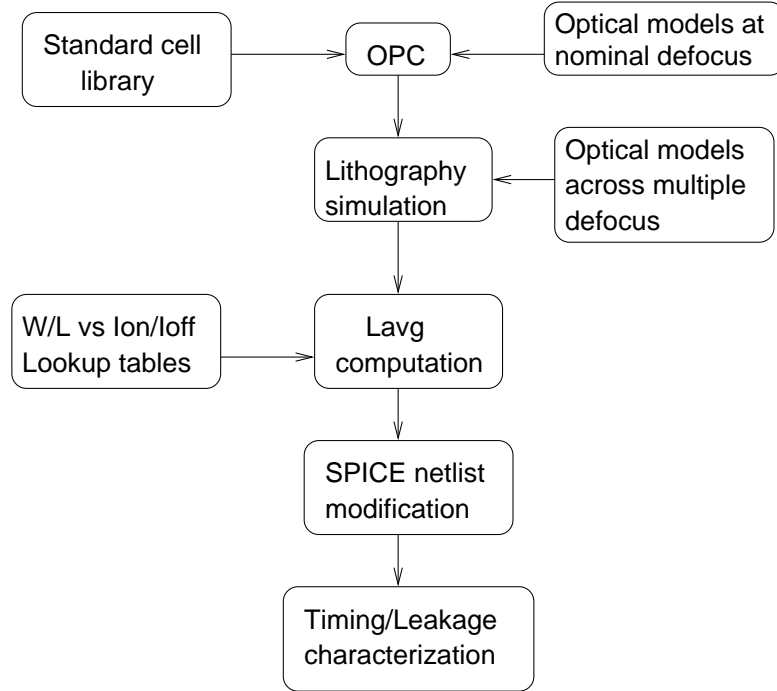 Standard cell
library
OPC
Optical models at
nominal defocus
Lithography
simulation
Optical models
across multiple
defocus
W/L vs Ion/Ioff
Lookup tables
Lavg
computation
SPICE netlist
modification
Timing/Leakage
characterization